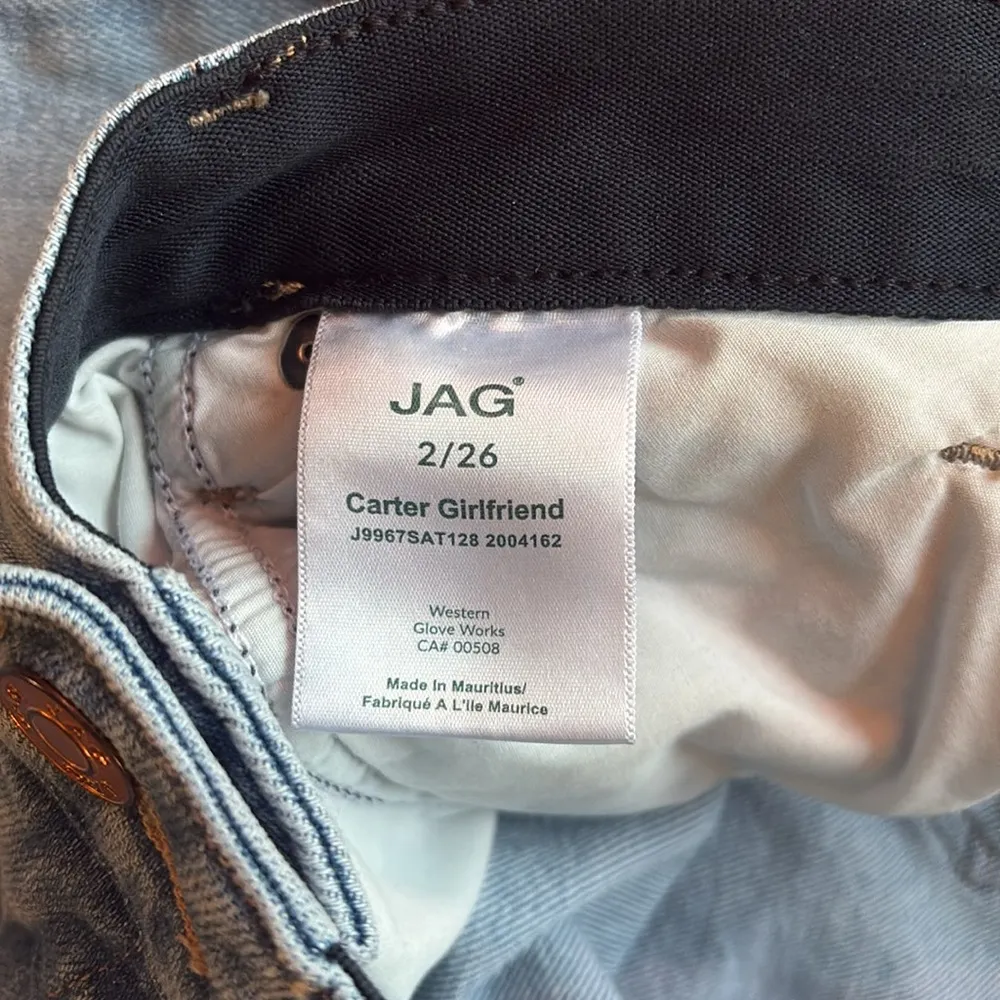 JAG®
2/26
Carter Girlfriend
J9967SAT128 2004162
Western
Glove Works
CA# 00508
Made In Mauritius/
Fabriqué A L'Ile Maurice